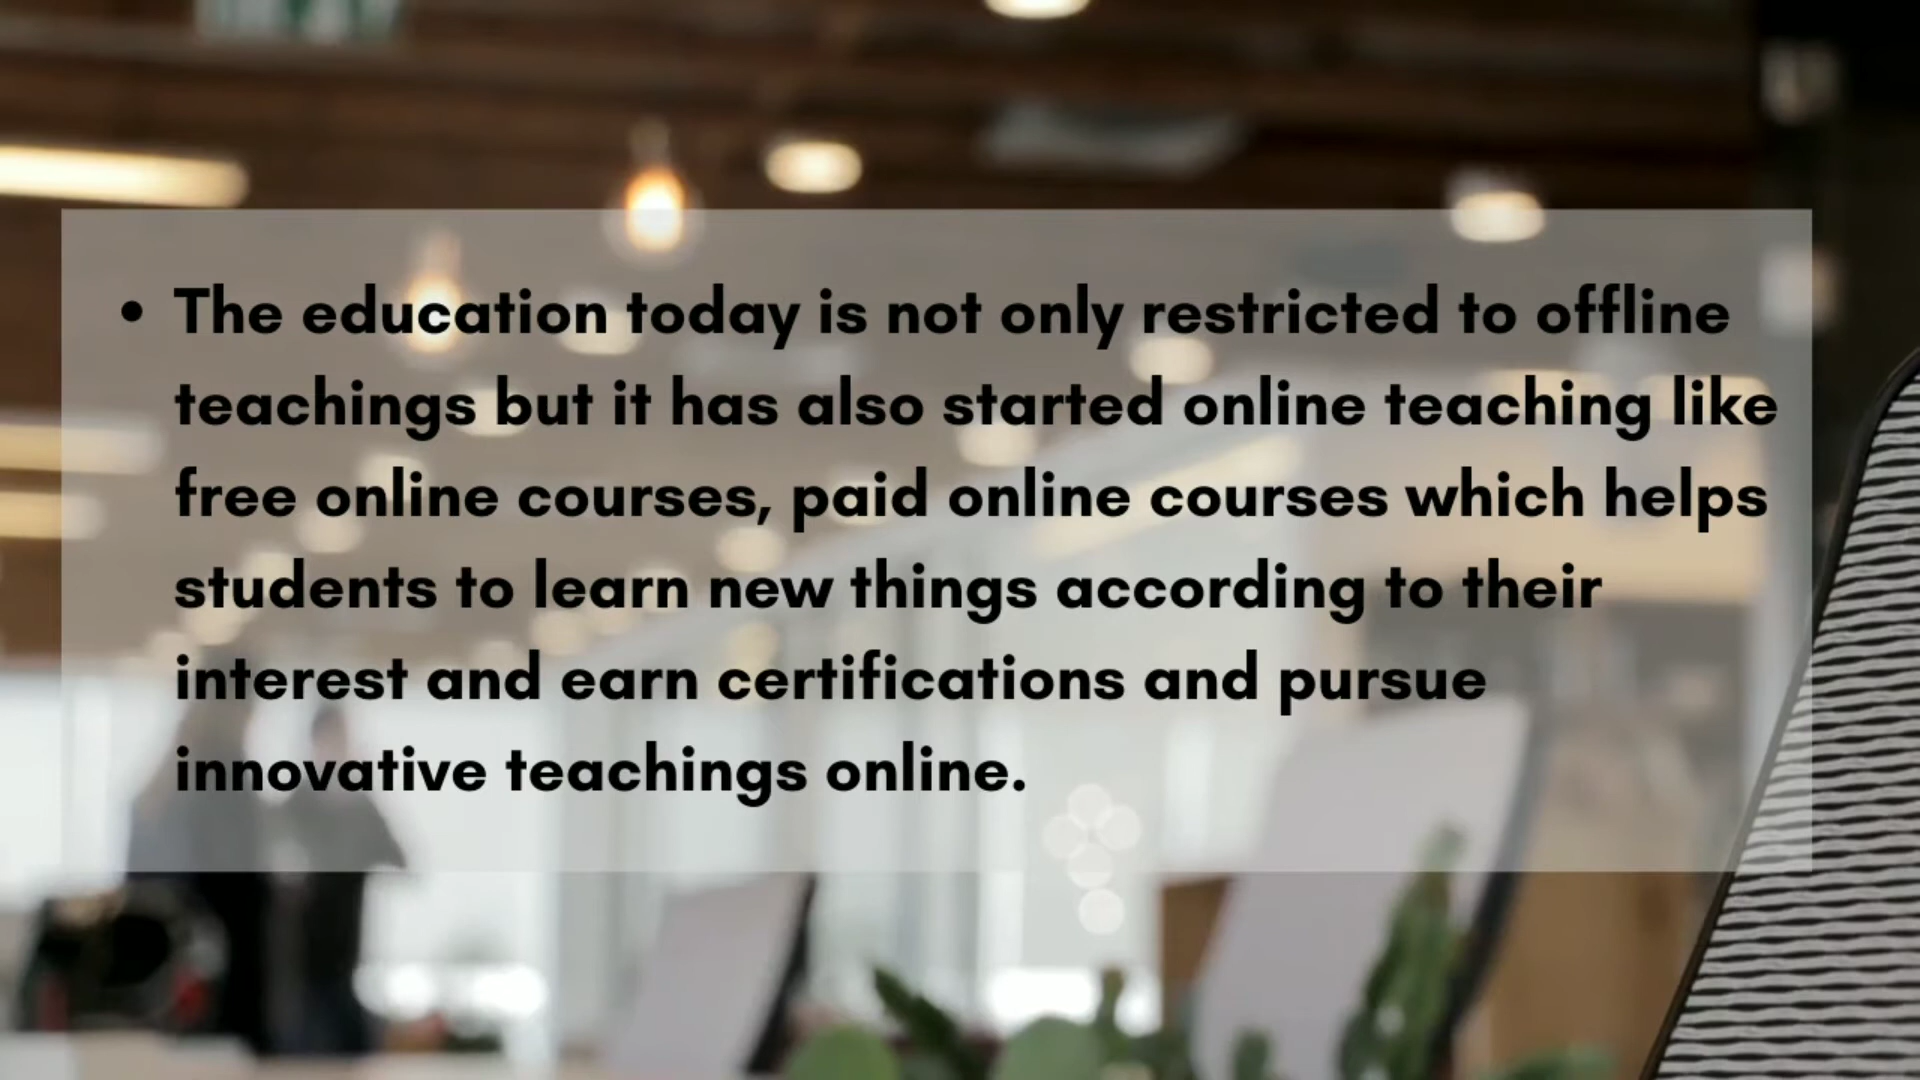 • The education today is not only restricted to offline
teachings but it has also started online teaching like
free online courses, paid online courses which helps
students to learn new things according to their
interest and earn certifications and pursue
innovative teachings online.